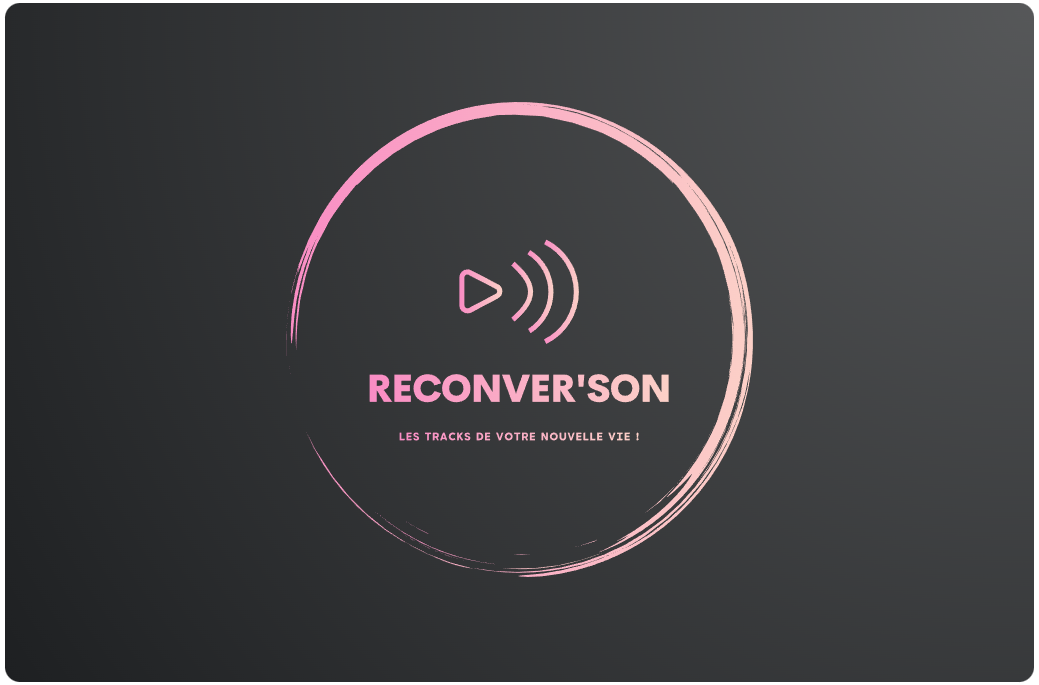 RECONVER'SON
LES TRACKS DE VOTRE NOUVELLE VIE !